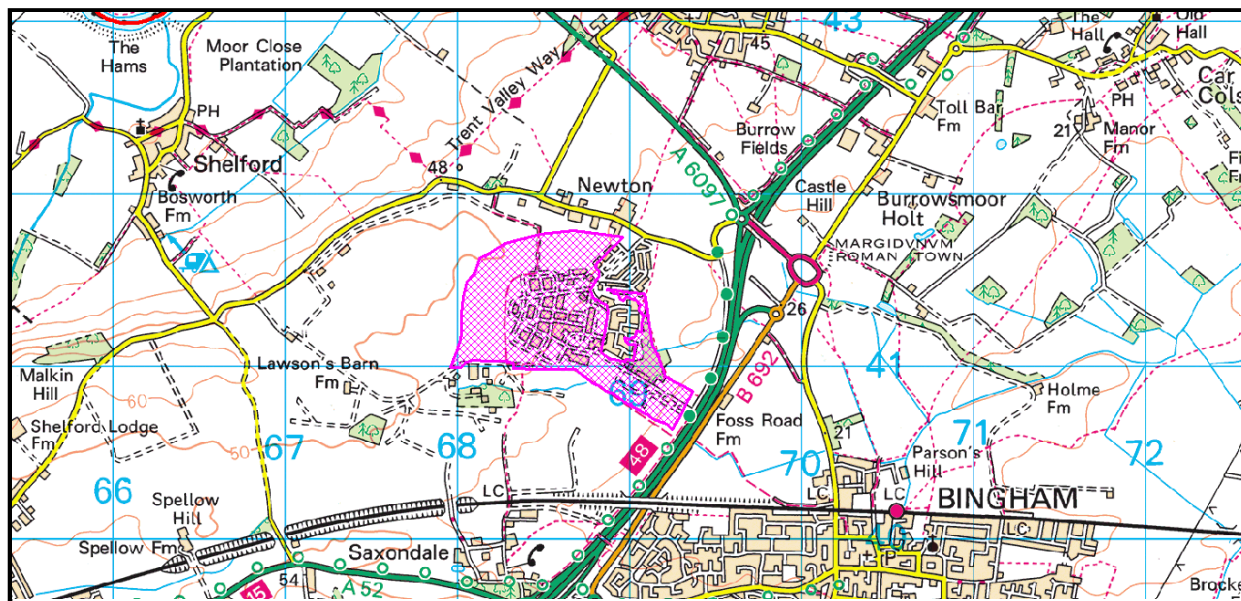 43
The
Hall
Old
Hall
The
Hams
Moor Close
Plantation
45
Trent Valley Way
PH
Toll Bar
Fm
Car
Cols
PH
21
Manor
Fm
Burrow
Fields
A 6097
Shelford
48
Newton
Castle
Hill
Burrowsmoor
Holt
Bosworth
Fm
MARGIDVNVM
ROMAN TOWN
26
Lawson's Barn
Fm
41
Malkin
Hill
60
69
B 692
Holme
Fm
Shelford Lodge
Fm
50
67
68
Foss Road
Fm
21
70
71
72
48
Parson's
Hill
66
Spellow
Hill
LC
LC
LC
BINGHAM
LC
Spellow Fm
Saxondale
54
A 52
15
Brocke